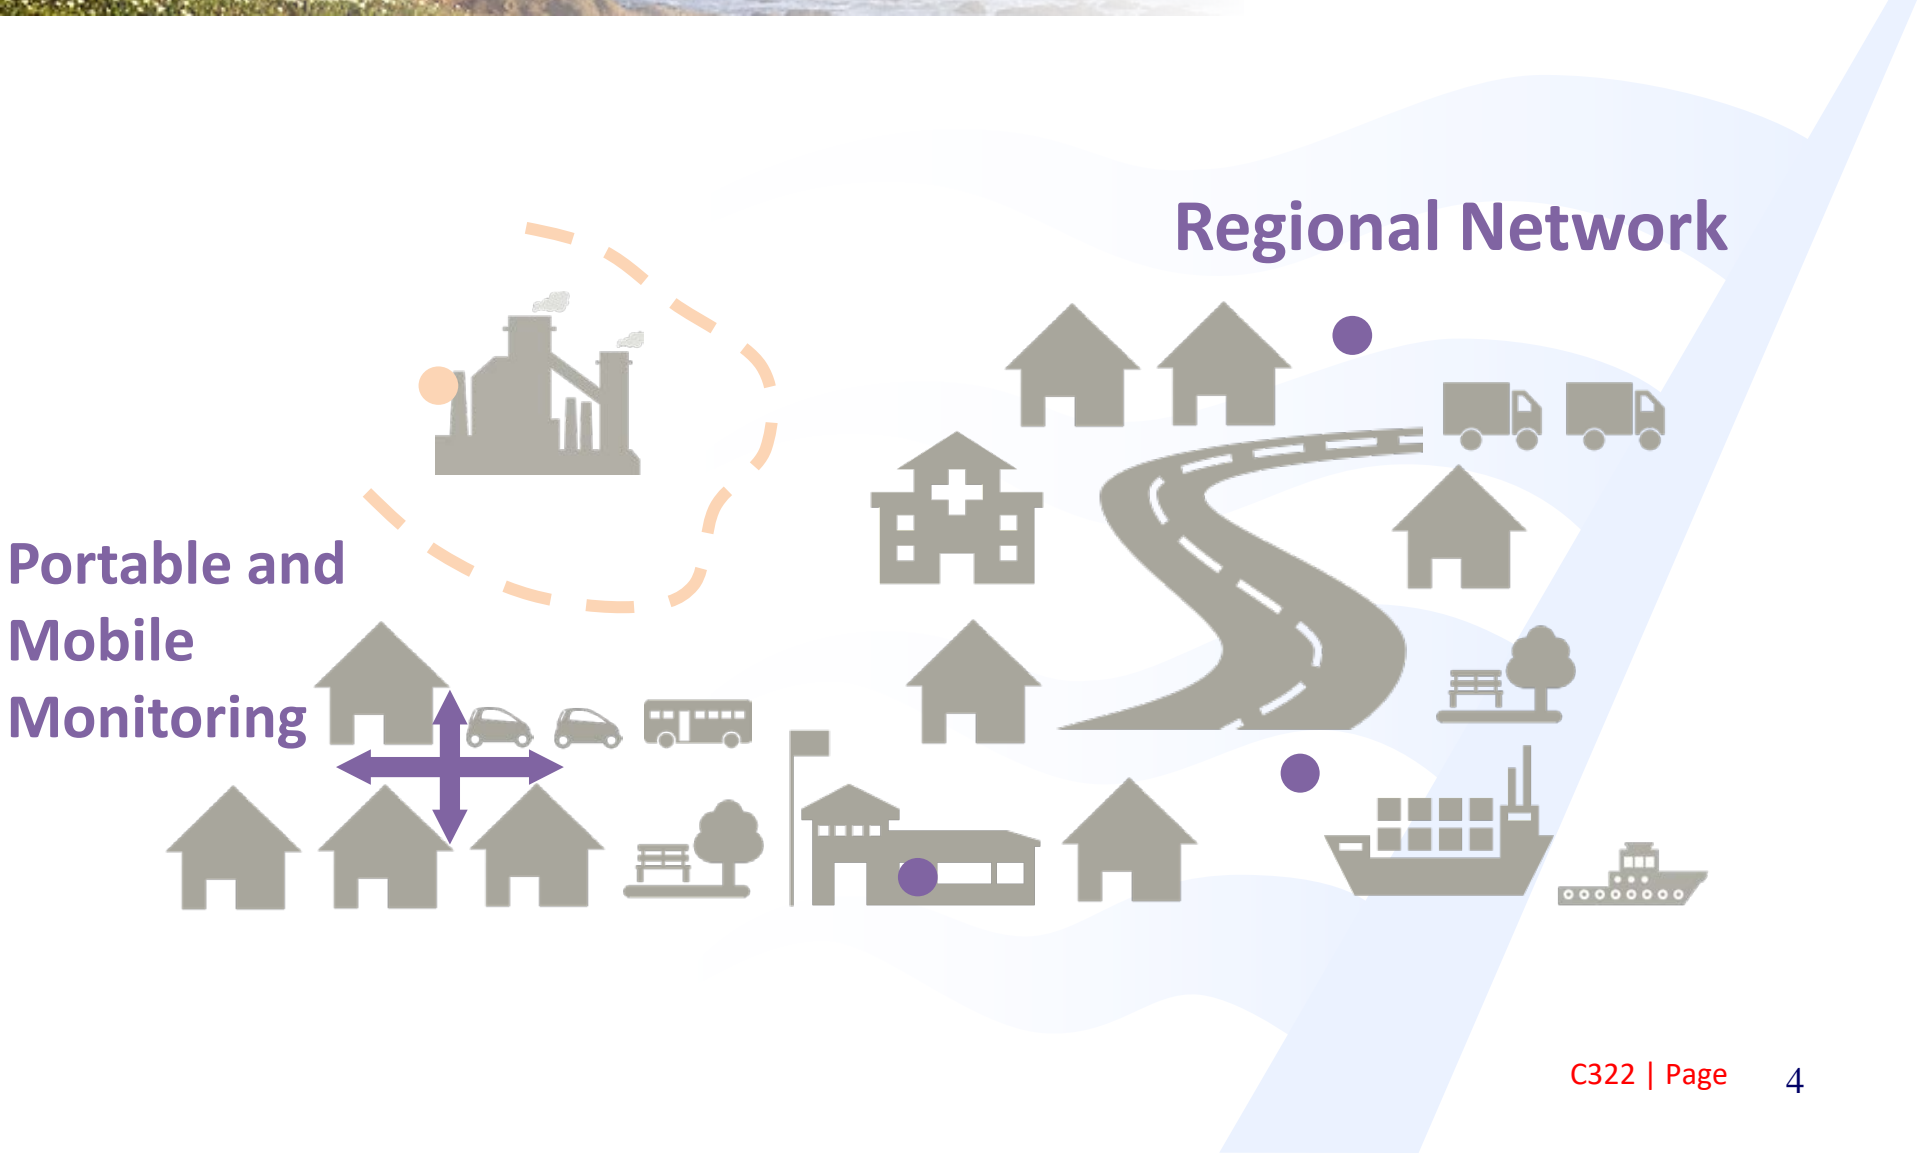 Regional Network
Portable and
Mobile
Monitoring
C322 | Page 4